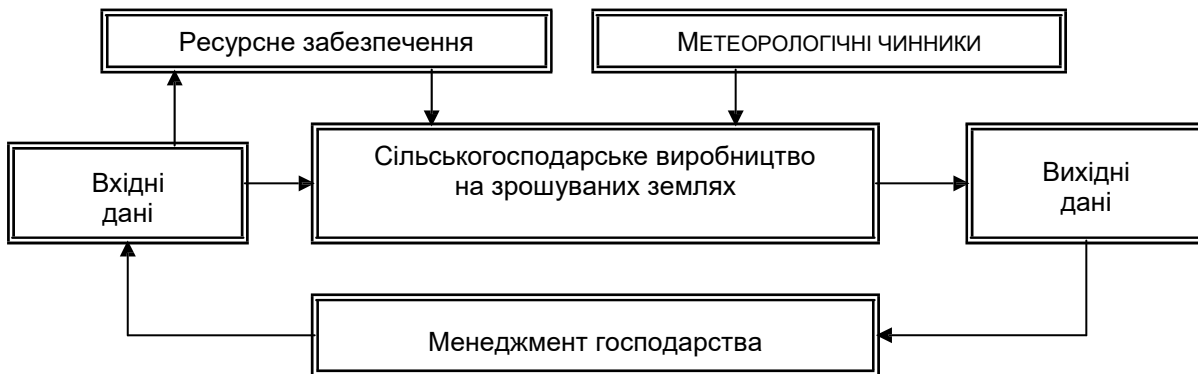 Ресурсне забезпечення
МЕТЕОРОЛОГІЧНІ ЧИННИКИ
Вхідні
дані
Сільськогосподарське виробництво
на зрошуваних землях
Вихідні
дані
Менеджмент господарства